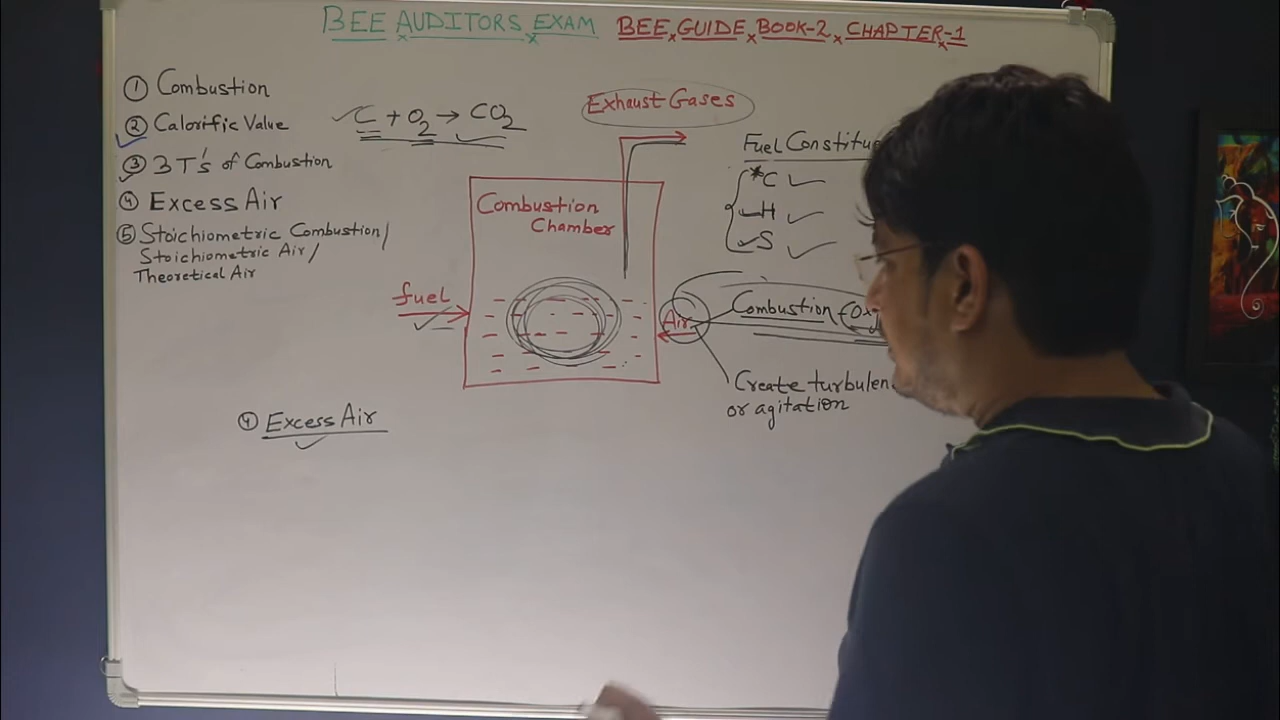 BEE AUDITORS EXAM BEE GUIDE BOOK-2 CHAPTER-1
① Combustion
② Calorific Value
③ 3 T's of Combustion
④ Excess Air
⑤ Stoichiometric Combustion/
Stoichiometric Air/
Theoretical Air
C + O2 → CO2
Exhaust Gases
Combustion
Chamber
fuel
Air
Fuel
*C
H
S
Combustion
Create
or agitation
④ Excess Air